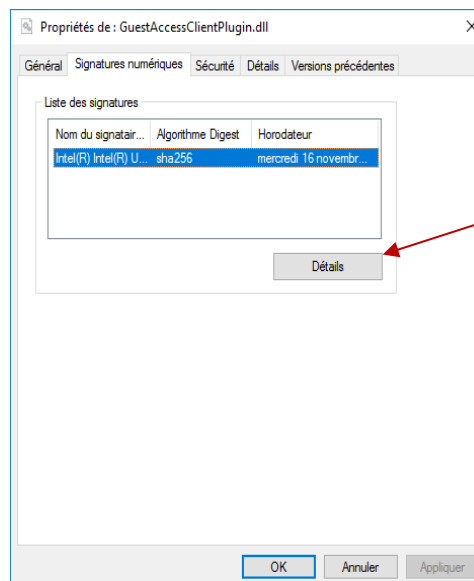 Propriétés de : GuestAccessClientPlugin.dll
Général Signatures numériques Sécurité Détails Versions précédentes
Liste des signatures
Nom du signatair... Algorithme Digest Horodateur
Intel(R) Intel(R) U... sha256 mercredi 16 novembr...
Détails
OK Annuler Appliquer